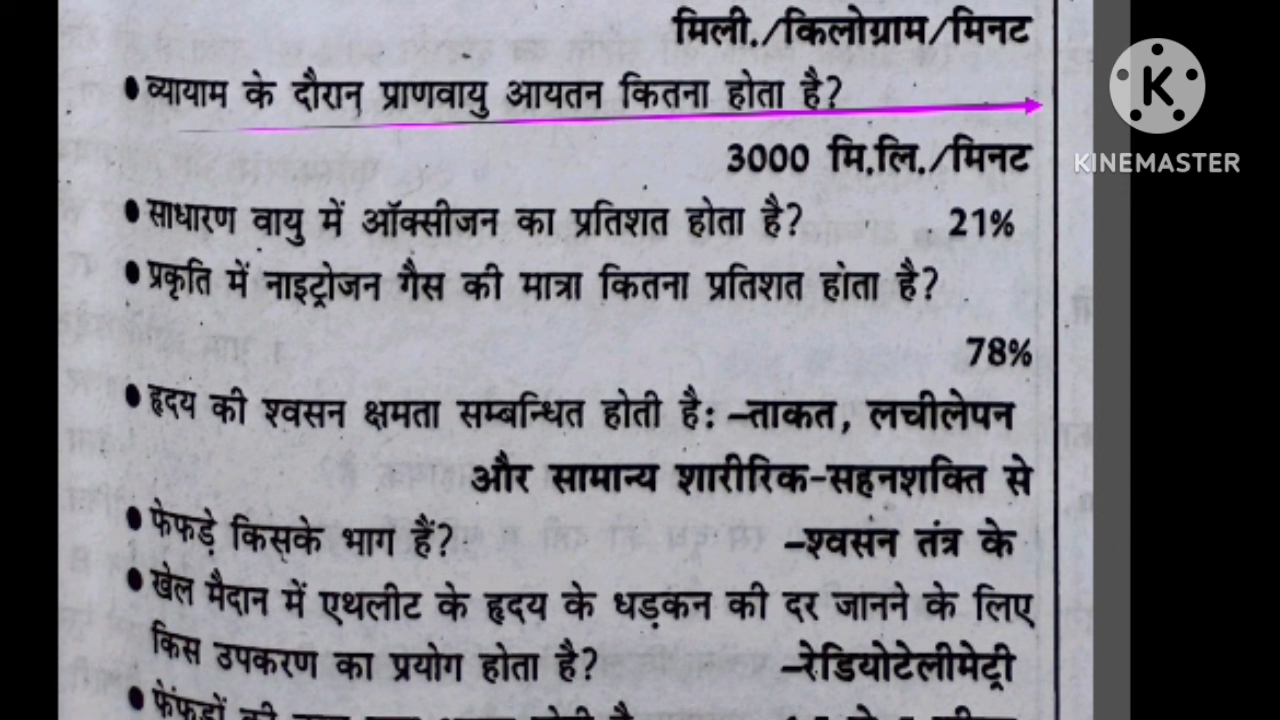 मिली./किलोग्राम/मिनट
• व्यायाम के दौरान् प्राणवायु आयतन कितना होता है?
3000 मि.लि./मिनट
• साधारण वायु में ऑक्सीजन का प्रतिशत होता है? 21%
• प्रकृति में नाइट्रोजन गैस की मात्रा कितना प्रतिशत होता है?
78%
• हृदय की श्वसन क्षमता सम्बन्धित होती है: –ताकत, लचीलेपन
और सामान्य शारीरिक-सहनशक्ति से
• फेफड़े किसके भाग हैं? –श्वसन तंत्र के
• खेल मैदान में एथलीट के हृदय के धड़कन की दर जानने के लिए
किस उपकरण का प्रयोग होता है? –रेडियोटेलीमेट्री
K
KINEMASTER